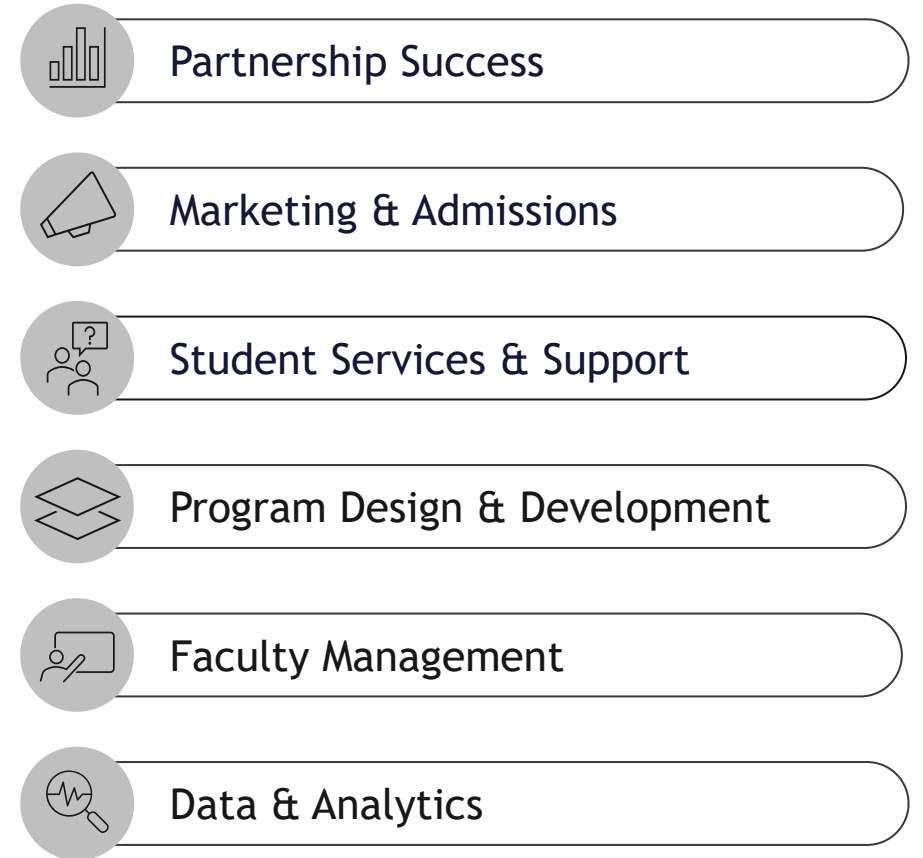 Partnership Success
Marketing & Admissions
?
Student Services & Support
Program Design & Development
Faculty Management
Data & Analytics